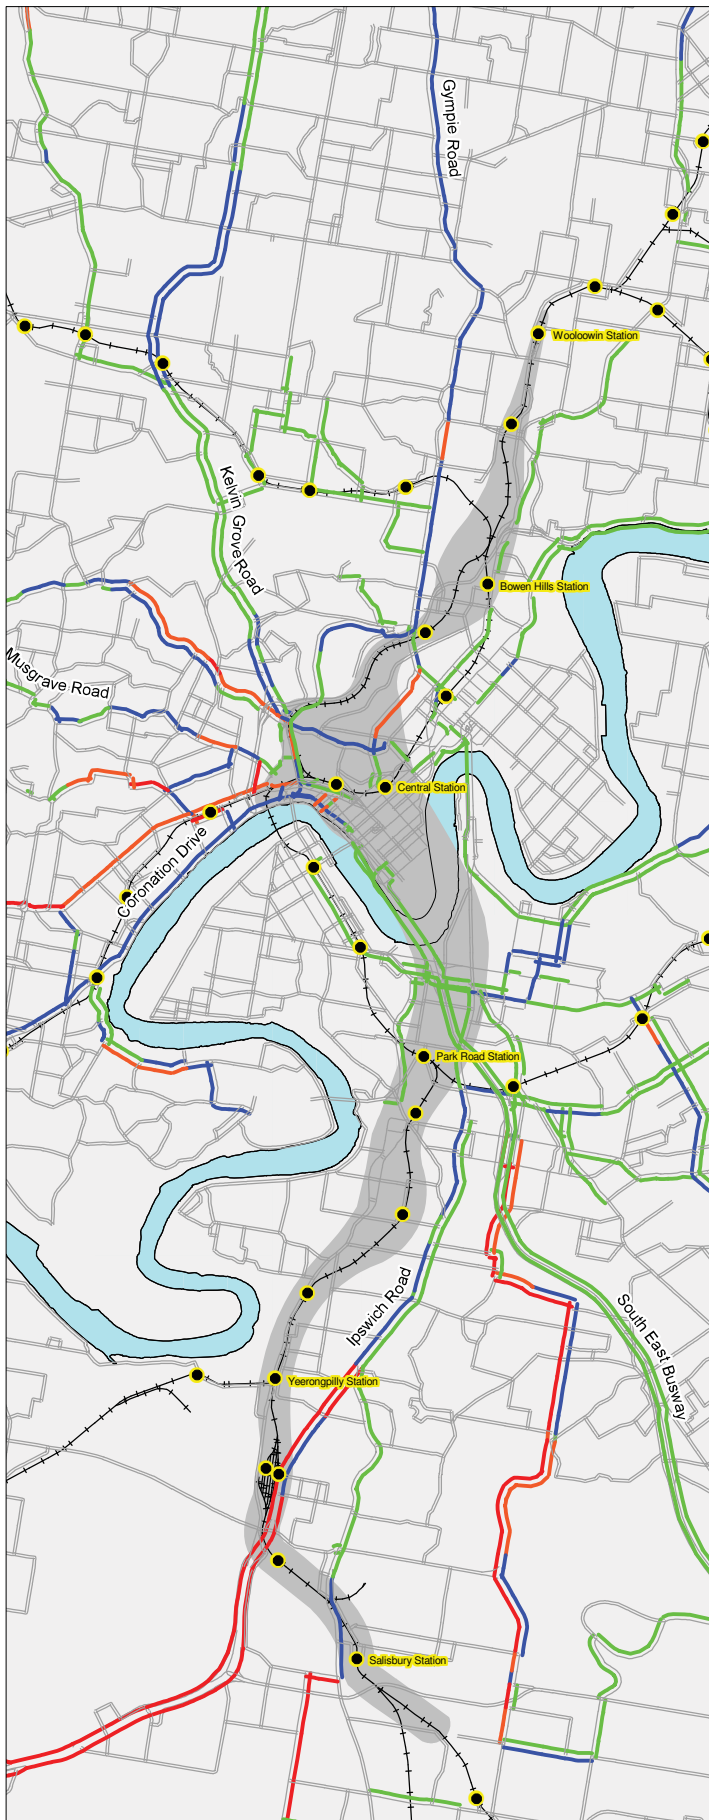 Gympie Road
Wooloowin Station
Kelvin Grove Road
Bowen Hills Station
Musgrave Road
Central Station
Coronation Drive
Park Road Station
Ipswich Road
South East Busway
Yeerongpilly Station
Salisbury Station